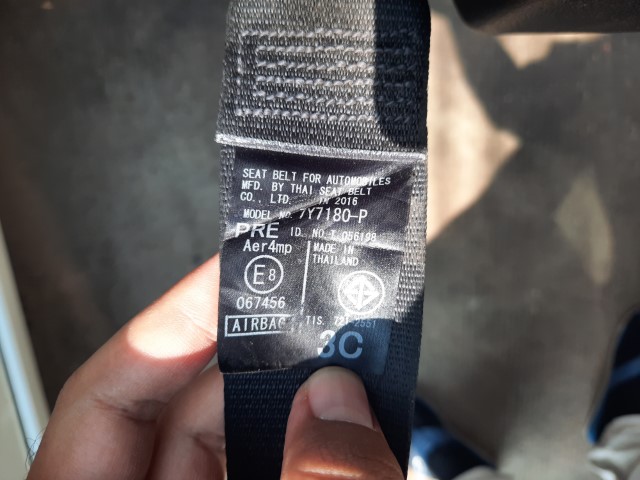 SEAT BELT FOR AUTOMOBILES
MFD. BY THAI SEAT BELT
CO., LTD. IN 2016
MODEL No. 7Y7180-P
PRE ID. NO. T. 056198
Aer4mp
MADE IN
THAILAND
E8
067456
AIRBAG
TIS. 721-2551
3C